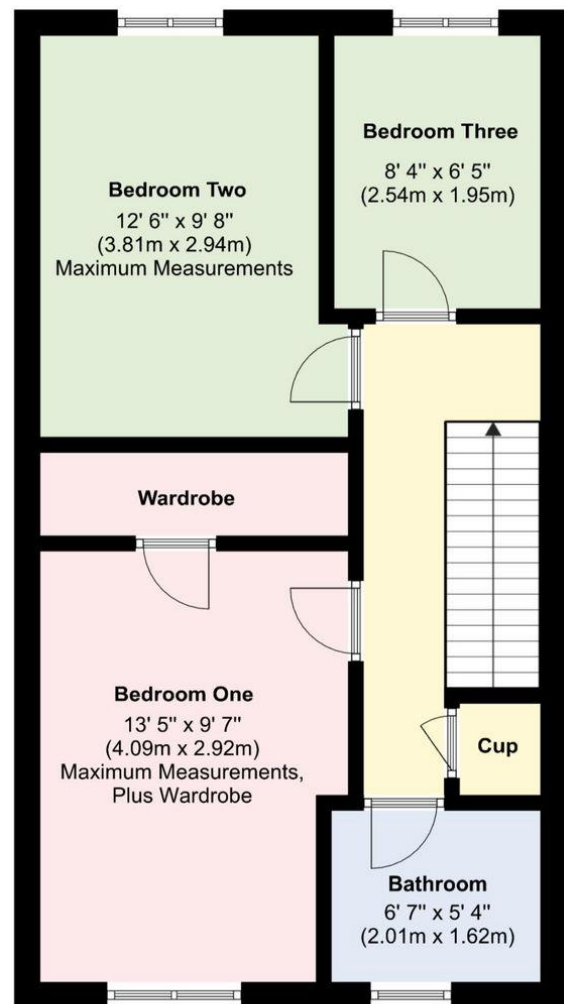 Bedroom Two
12' 6" x 9' 8"
(3.81m x 2.94m)
Maximum Measurements
Bedroom Three
8' 4" x 6' 5"
(2.54m x 1.95m)
Wardrobe
Bedroom One
13' 5" x 9' 7"
(4.09m x 2.92m)
Maximum Measurements,
Plus Wardrobe
Cup
Bathroom
6' 7" x 5' 4"
(2.01m x 1.62m)